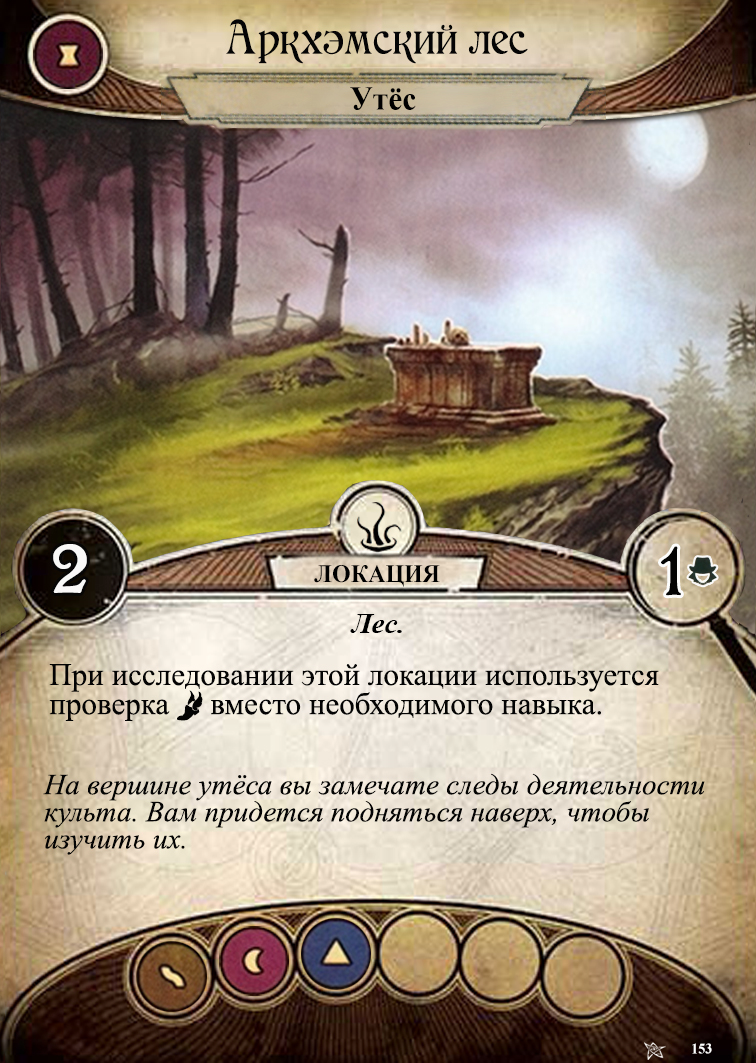 Аркхэмский лес
Утёс
2
ЛОКАЦИЯ
1
Лес.
При исследовании этой локации используется
проверка вместо необходимого навыка.
На вершине утёса вы замечате следы деятельности
культа. Вам придется подняться наверх, чтобы
изучить их.
153